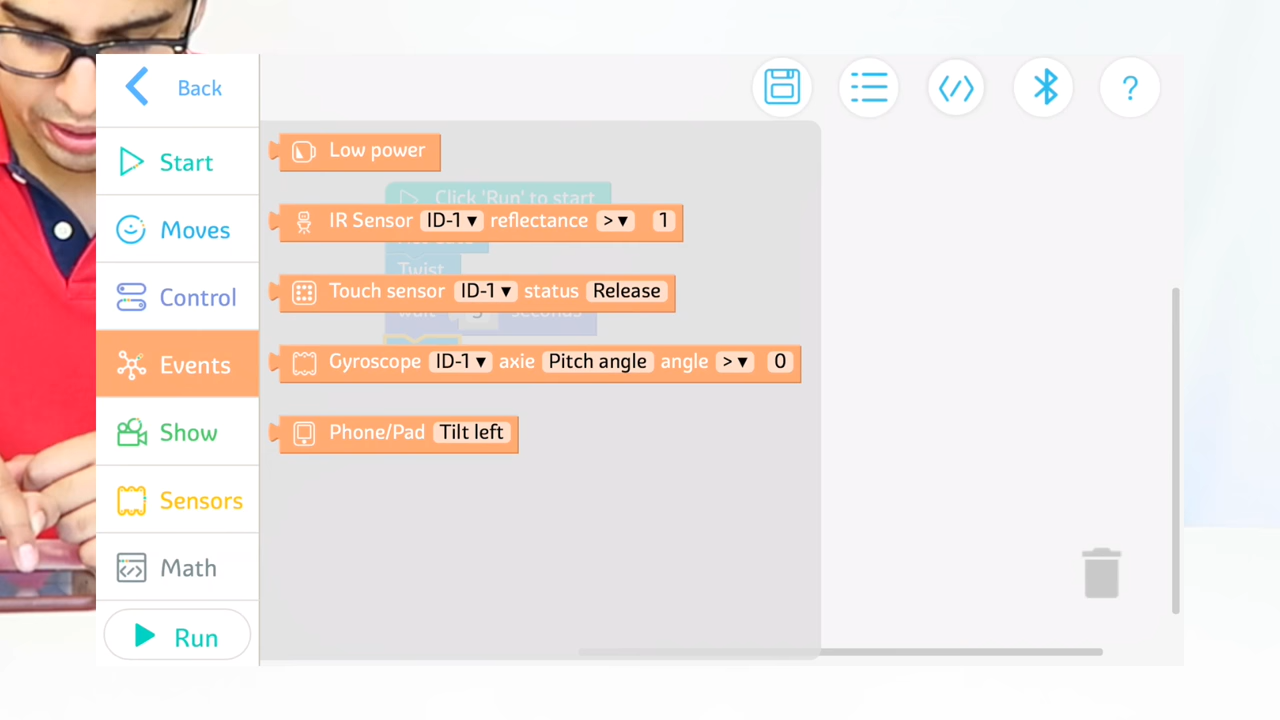 Back
Start
Moves
Control
Events
Show
Sensors
Math
Run
?
Low power
Click 'Run' to start
IR Sensor ID-1 ▼ reflectance > ▼ 1
Twist
Touch sensor ID-1 ▼ status Release
wait seconds
Gyroscope ID-1 ▼ axie Pitch angle angle > ▼ 0
Phone/Pad Tilt left